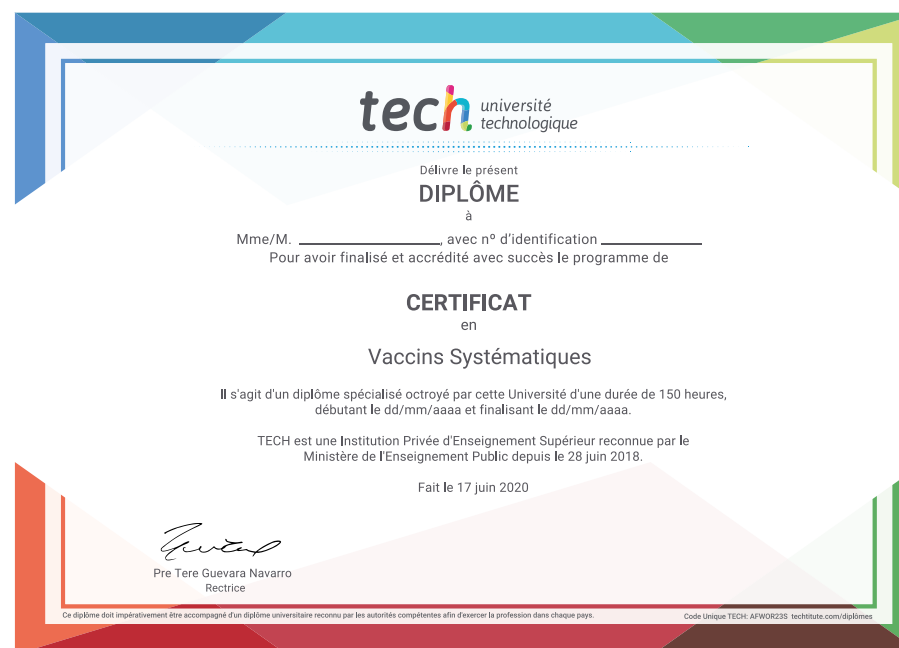 tech université
technologique
Délivre le présent
DIPLÔME
à
Mme/M. ____________________, avec nº d'identification ______________
Pour avoir finalisé et accrédité avec succès le programme de
CERTIFICAT
en
Vaccins Systématiques
Il s'agit d'un diplôme spécialisé octroyé par cette Université d'une durée de 150 heures,
débutant le dd/mm/aaaa et finalisant le dd/mm/aaaa.
TECH est une Institution Privée d'Enseignement Supérieur reconnue par le
Ministère de l'Enseignement Public depuis le 28 juin 2018.
Fait le 17 juin 2020
Pre Tere Guevara Navarro
Rectrice
Ce diplôme doit impérativement être accompagné d'un diplôme universitaire reconnu par les autorités compétentes afin d'exercer la profession dans chaque pays.
Code Unique TECH: AFWOR23S techtitute.com/diplômes